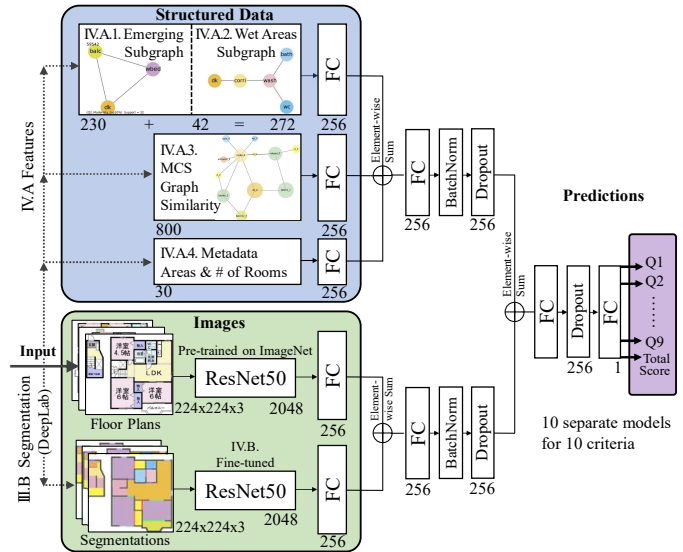 Structured Data
IV.A.1. Emerging
Subgraph
IV.A.2. Wet Areas
Subgraph
balc
wbed
dk
bath
dk
corri
wash
wc
230 + 42 = 272
FC
256
IV.A Features
IV.A.3.
MCS
Graph
Similarity
800
FC
256
IV.A.4. Metadata
Areas & # of Rooms
30
FC
256
Element-wise
Sum
FC
256
BatchNorm
Dropout
256
Element-wise
Sum
FC
Dropout
256
FC
1
Predictions
Q1
Q2
Q9
Total
Score
10 separate models
for 10 criteria
Input
III.B Segmentation
(DeepLab)
Images
洋室
4.5帖
LDK
洋室
6帖
洋室
6帖
Floor Plans
Pre-trained on ImageNet
ResNet50
224x224x3
2048
FC
256
Segmentations
IV.B.
Fine-tuned
ResNet50
224x224x3
2048
FC
256
Element-
wise Sum
FC
256
BatchNorm
Dropout
256